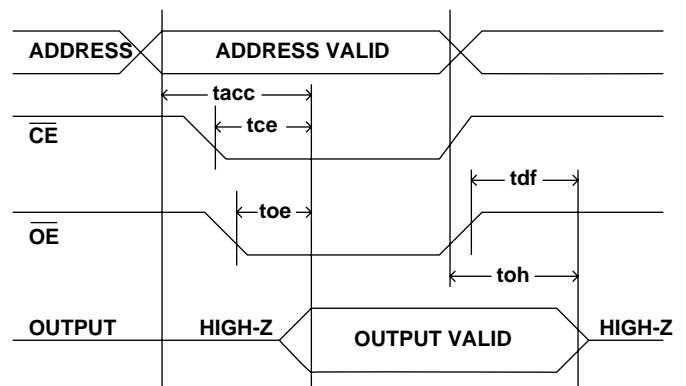 ADDRESS ADDRESS VALID
tacc
CE tce
tdf
OE toe
toh
OUTPUT HIGH-Z OUTPUT VALID HIGH-Z